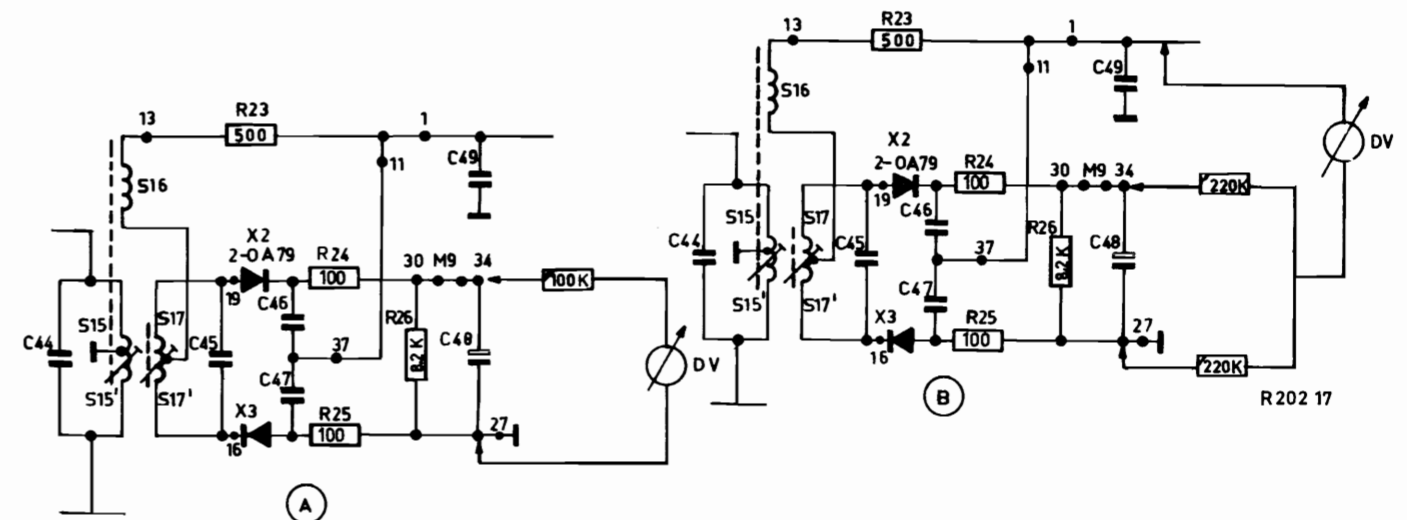 13
R23
500
1
11
C49
S16
X2
2-OA79
R24
100
30
M9
34
100K
19
C46
S15
S17
C44
C45
37
R26
8.2 K
C48
DV
C47
S15'
S17'
X3
R25
100
16
27
A
13
R23
500
1
11
C49
S16
DV
X2
2-OA79
R24
100
30
M9
34
220K
19
C46
S15
S17
R26
C44
C45
37
8.2 K
C48
C47
S15'
S17'
X3
R25
100
16
27
220K
B
R202 17